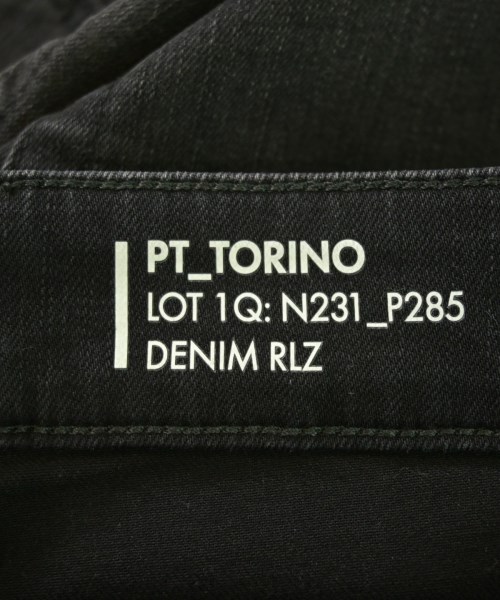 PT_TORINO
LOT 1Q: N231_P285
DENIM RLZ